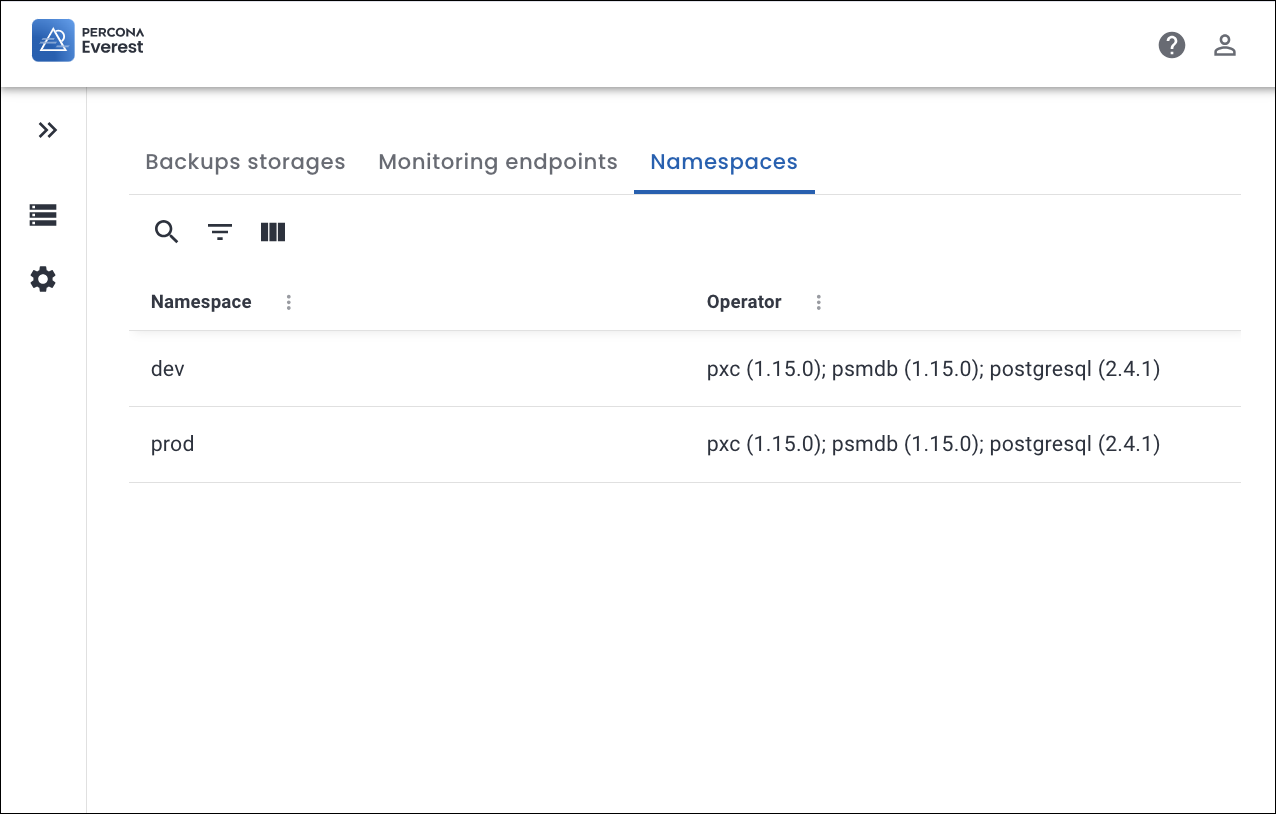 PERCONA
Everest
Backups storages Monitoring endpoints Namespaces
Namespace Operator
dev pxc (1.15.0); psmdb (1.15.0); postgresql (2.4.1)
prod pxc (1.15.0); psmdb (1.15.0); postgresql (2.4.1)